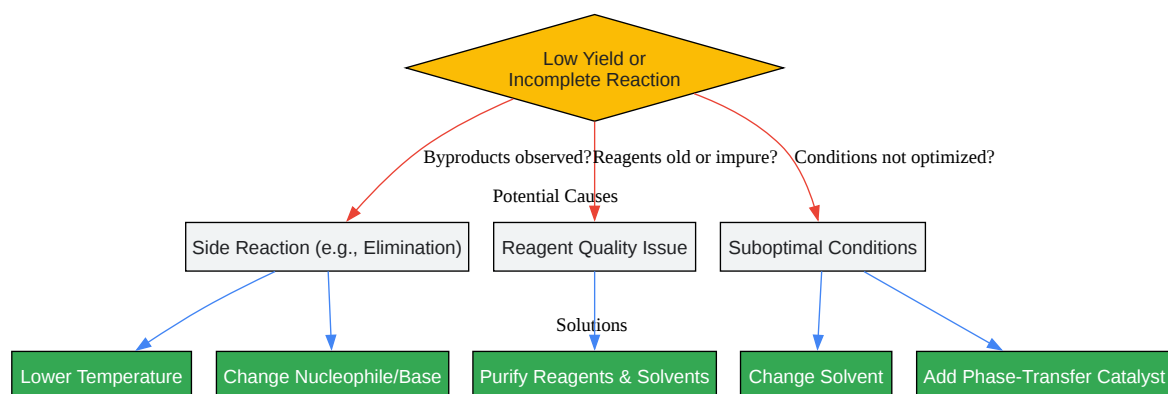 Low Yield or
Incomplete Reaction
Byproducts observed?
Reagents old or impure?
Conditions not optimized?
Potential Causes
Side Reaction (e.g., Elimination)
Reagent Quality Issue
Suboptimal Conditions
Solutions
Lower Temperature
Change Nucleophile/Base
Purify Reagents & Solvents
Change Solvent
Add Phase-Transfer Catalyst